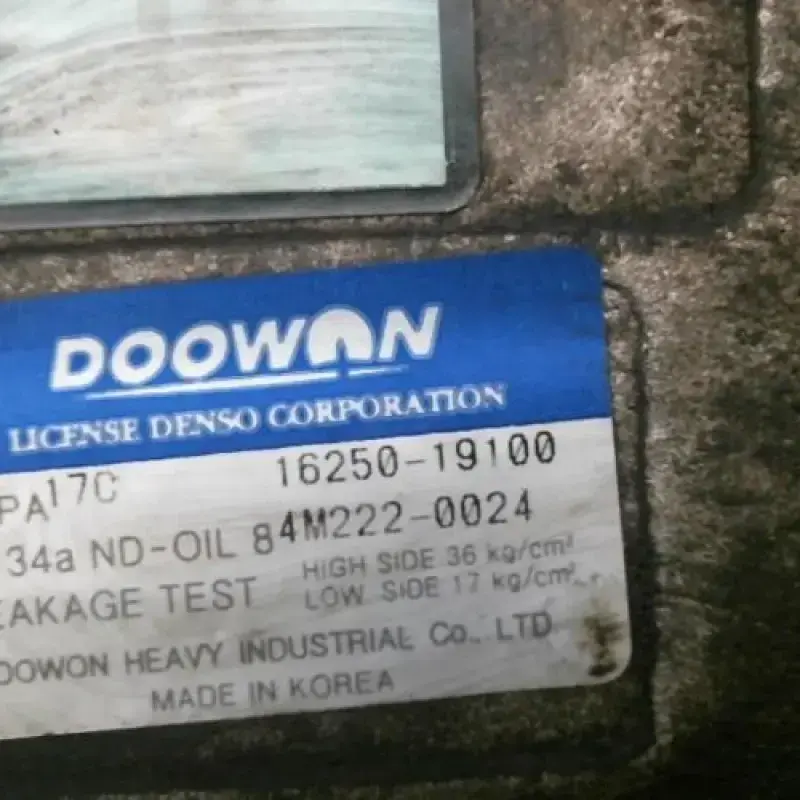 DOOWON
LICENSE DENSO CORPORATION
PA17C 16250-19100
34a ND-OIL 8 4M222-0024
EAKAGE TEST HIGH SIDE 36 kg/cm²
LOW SIDE 17 kg/cm²
OOWON HEAVY INDUSTRIAL Co., LTD
MADE IN KOREA